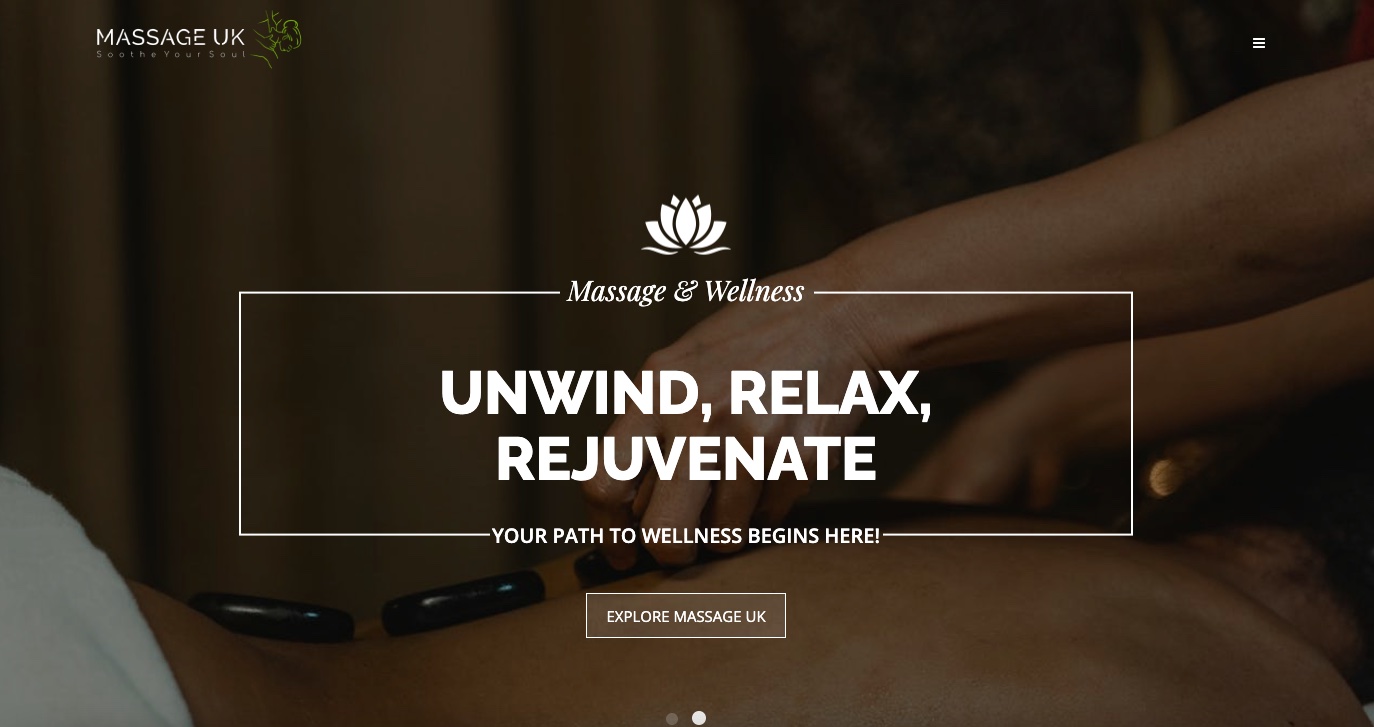 MASSAGE UK
Soothe Your Soul
Massage & Wellness
UNWIND, RELAX,
REJUVENATE
YOUR PATH TO WELLNESS BEGINS HERE!
EXPLORE MASSAGE UK